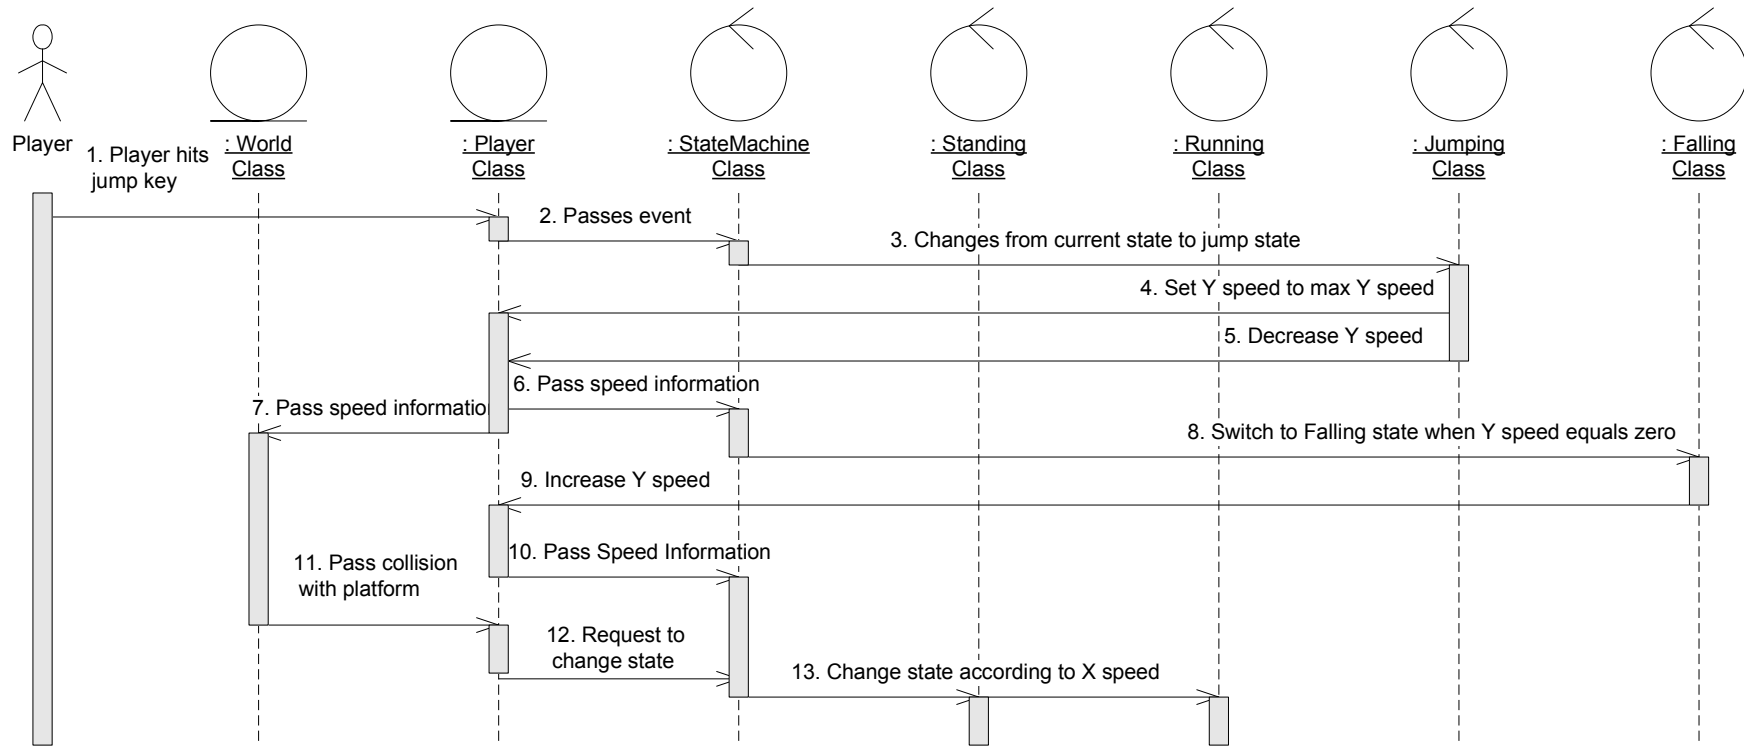 Player
: World
Class
: Player
Class
: StateMachine
Class
: Standing
Class
: Running
Class
: Jumping
Class
: Falling
Class
1. Player hits
jump key
2. Passes event
3. Changes from current state to jump state
4. Set Y speed to max Y speed
5. Decrease Y speed
6. Pass speed information
7. Pass speed informatio
8. Switch to Falling state when Y speed equals zero
9. Increase Y speed
10. Pass Speed Information
11. Pass collision
with platform
12. Request to
change state
13. Change state according to X speed